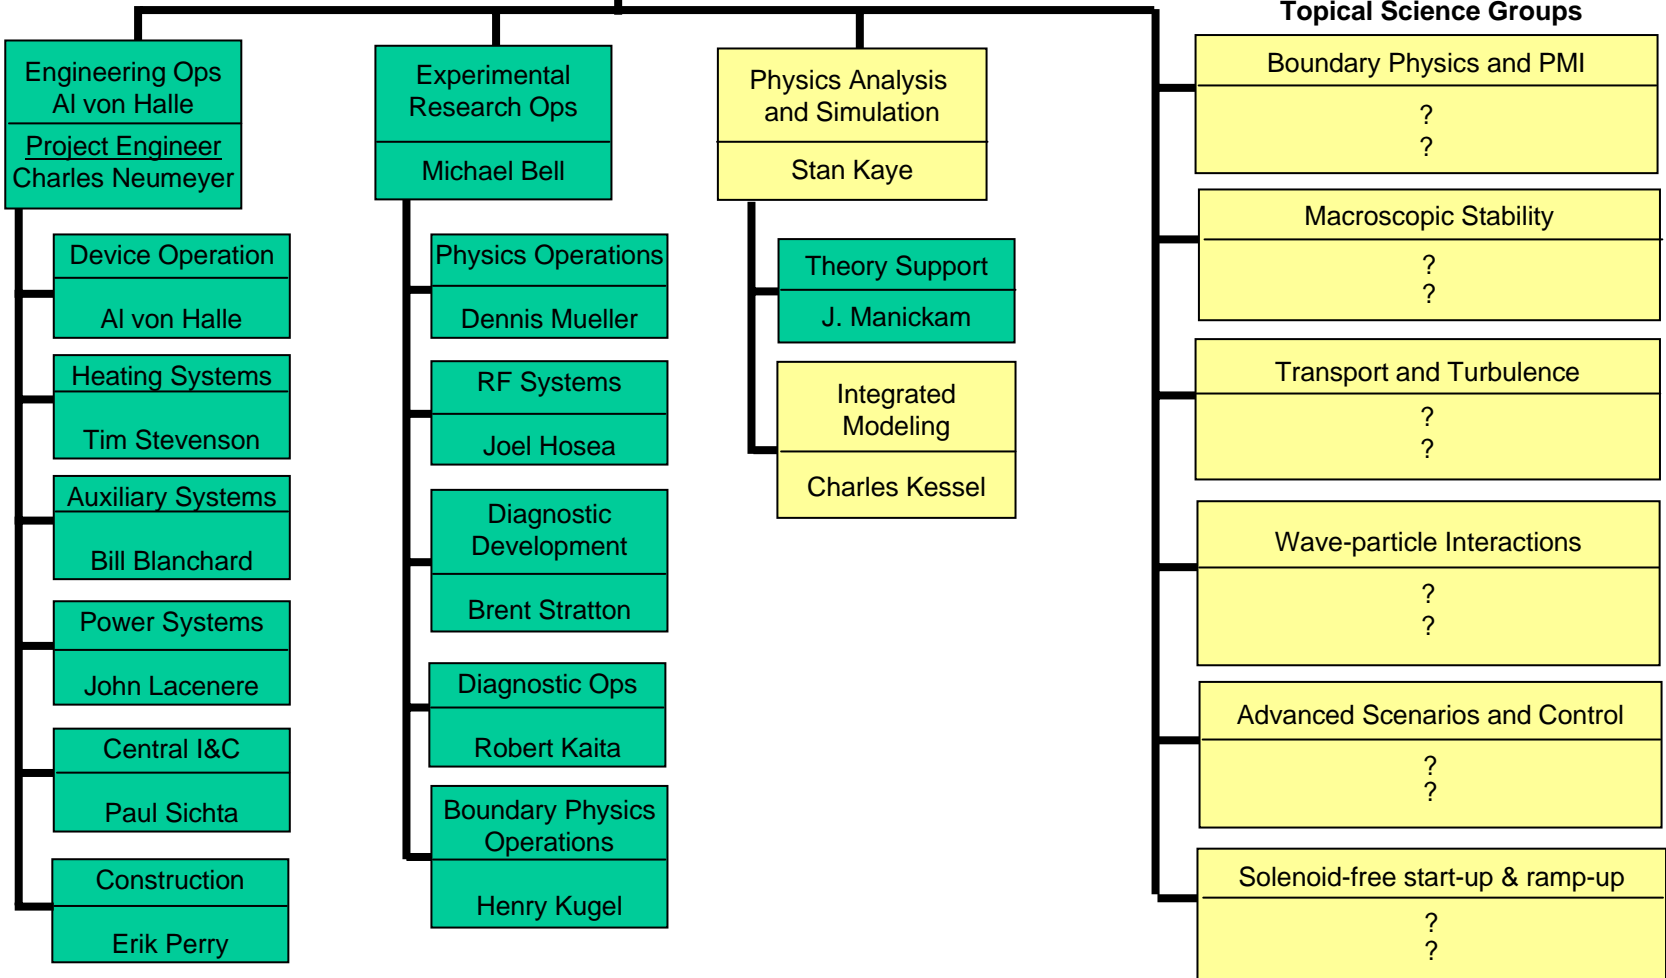 Topical Science Groups
Engineering Ops
Al von Halle
Project Engineer
Charles Neumeyer
Device Operation
Al von Halle
Heating Systems
Tim Stevenson
Auxiliary Systems
Bill Blanchard
Power Systems
John Lacenere
Central I&C
Paul Sichta
Construction
Erik Perry
Experimental
Research Ops
Michael Bell
Physics Operations
Dennis Mueller
RF Systems
Joel Hosea
Diagnostic
Development
Brent Stratton
Diagnostic Ops
Robert Kaita
Boundary Physics
Operations
Henry Kugel
Physics Analysis
and Simulation
Stan Kaye
Theory Support
J. Manickam
Integrated
Modeling
Charles Kessel
Boundary Physics and PMI
?
?
Macroscopic Stability
?
?
Transport and Turbulence
?
?
Wave-particle Interactions
?
?
Advanced Scenarios and Control
?
?
Solenoid-free start-up & ramp-up
?
?